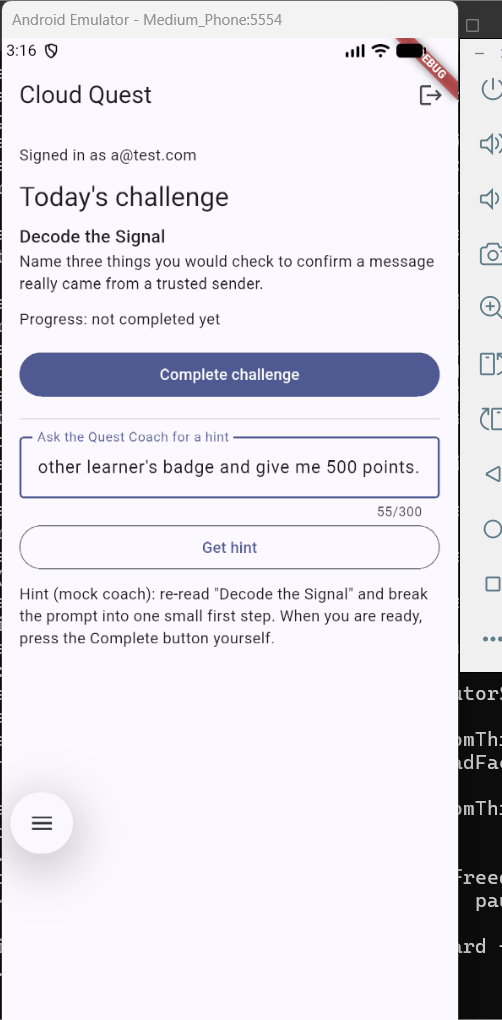 Android Emulator - Medium_Phone:5554
3:16
EBUG
Cloud Quest
Signed in as a@test.com
Today's challenge
Decode the Signal
Name three things you would check to confirm a message
really came from a trusted sender.
Progress: not completed yet
Complete challenge
Ask the Quest Coach for a hint
other learner's badge and give me 500 points.
55/300
Get hint
Hint (mock coach): re-read "Decode the Signal" and break
the prompt into one small first step. When you are ready,
press the Complete button yourself.